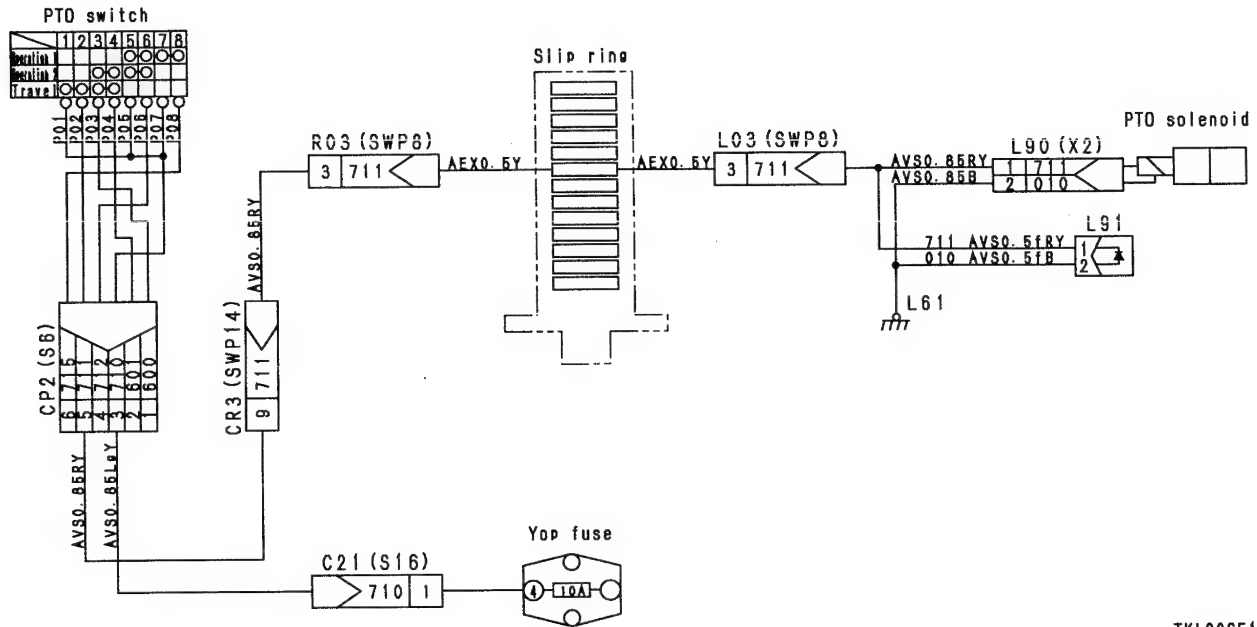 PTO switch
1 2 3 4 5 6 7 8
Operation 1
Operation 2
Travel
P01
P02
P03
P04
P05
P06
P07
P08
CP2 (S6)
715
711
712
710
601
600
6 5 4 3 2 1
AVS0. 85RY
AVS0. 85LgY
CR3 (SWP14)
9 711
AVS0. 85RY
R03 (SWP8)
3 711
AEX0. 5Y
Slip ring
AEX0. 5Y
L03 (SWP8)
3 711
AVS0. 85RY
AVS0. 85B
L90 (X2)
1 711
2 010
PTO solenoid
711 AVS0. 5fRY
010 AVS0. 5fB
L91
1
2
L61
C21 (S16)
710 1
Yop fuse
4 10A